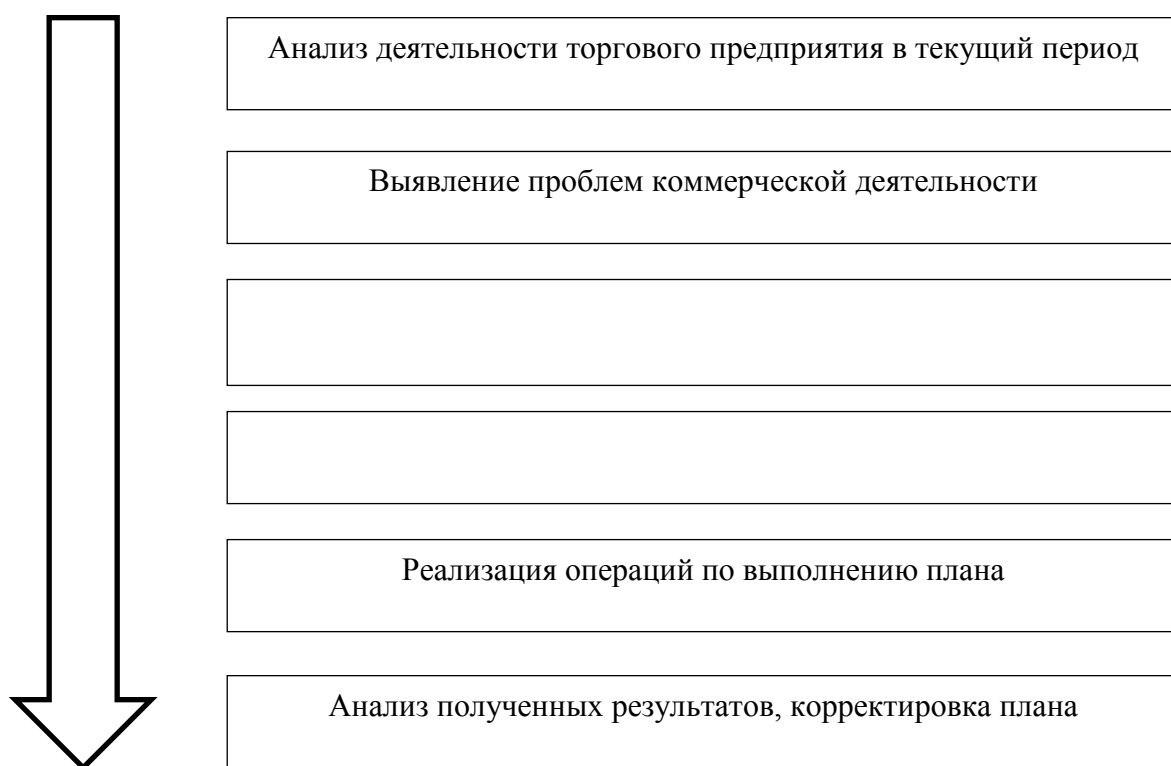 Анализ деятельности торгового предприятия в текущий период
Выявление проблем коммерческой деятельности
Реализация операций по выполнению плана
Анализ полученных результатов, корректировка плана